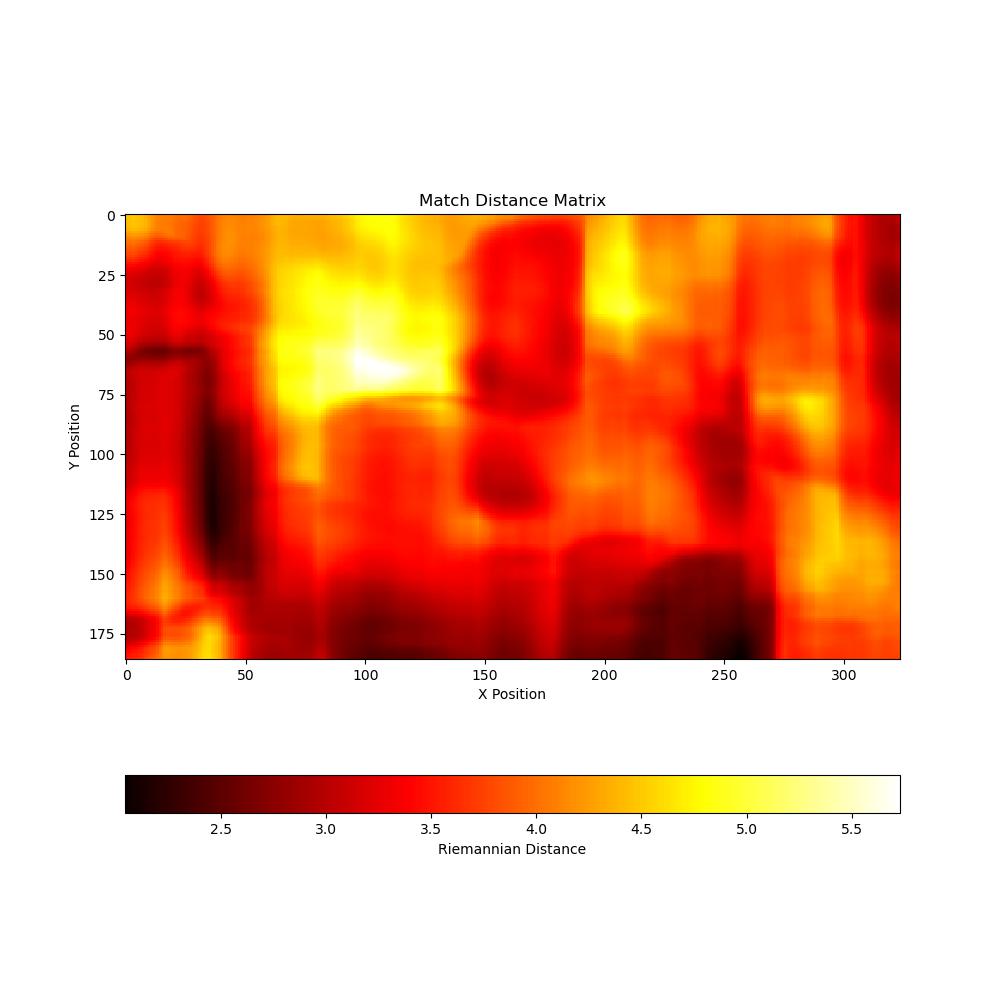 Match Distance Matrix
0
25
50
75
100
125
150
175
Y Position
0 50 100 150 200 250 300
X Position
2.5 3.0 3.5 4.0 4.5 5.0 5.5
Riemannian Distance